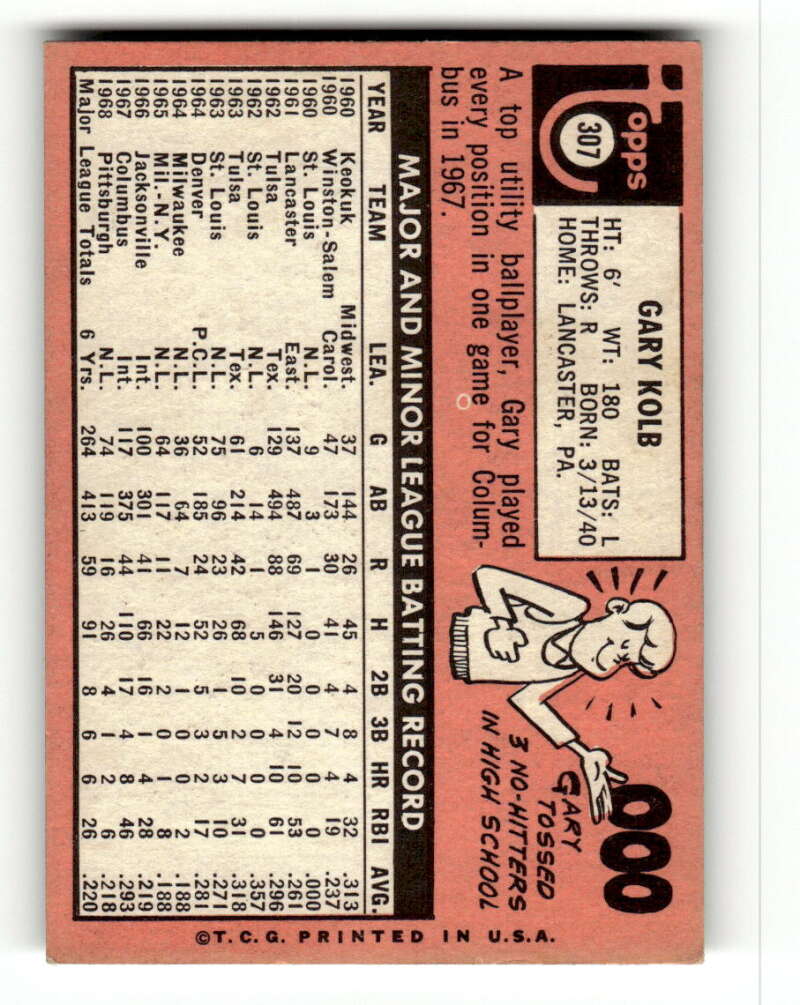 Topps
307
GARY KOLB
HT: 6' WT: 180 BATS: L
THROWS: R BORN: 3/13/40
HOME: LANCASTER, PA.
A top utility ballplayer, Gary played
every position in one game for Colum-
bus in 1967.
000
GARY
TOSSED
3 NO-HITTERS
IN HIGH SCHOOL
MAJOR AND MINOR LEAGUE BATTING RECORD
YEAR TEAM LEA. G AB R H 2B 3B HR RBI AVG.
1960 Keokuk Midwest. 37 144 26 45 4 8 4 32 .313
1960 Winston-Salem Carol. 47 173 30 41 4 7 4 19 .237
1960 St. Louis N.L. 9 3 1 0 0 0 0 0 .000
1961 Lancaster East. 137 487 69 127 20 12 10 53 .261
1962 Tulsa Tex. 129 494 88 146 31 4 10 61 .296
1962 St. Louis N.L. 6 14 1 5 0 0 0 0 .357
1963 Tulsa Tex. 61 214 42 68 10 2 7 31 .318
1963 St. Louis N.L. 75 96 23 26 1 5 3 10 .271
1964 Denver P.C.L. 52 185 24 52 5 3 2 17 .281
1964 Milwaukee N.L. 36 64 7 12 1 0 0 2 .188
1965 Mil.-N.Y. N.L. 64 117 11 22 2 0 1 8 .188
1966 Jacksonville Int. 100 301 41 66 16 1 4 28 .219
1967 Columbus Int. 117 375 44 110 17 4 8 46 .293
1968 Pittsburgh N.L. 74 119 16 26 4 1 2 6 .218
Major League Totals 6 Yrs. 264 413 59 91 8 6 6 26 .220
©T.C.G. PRINTED IN U.S.A.